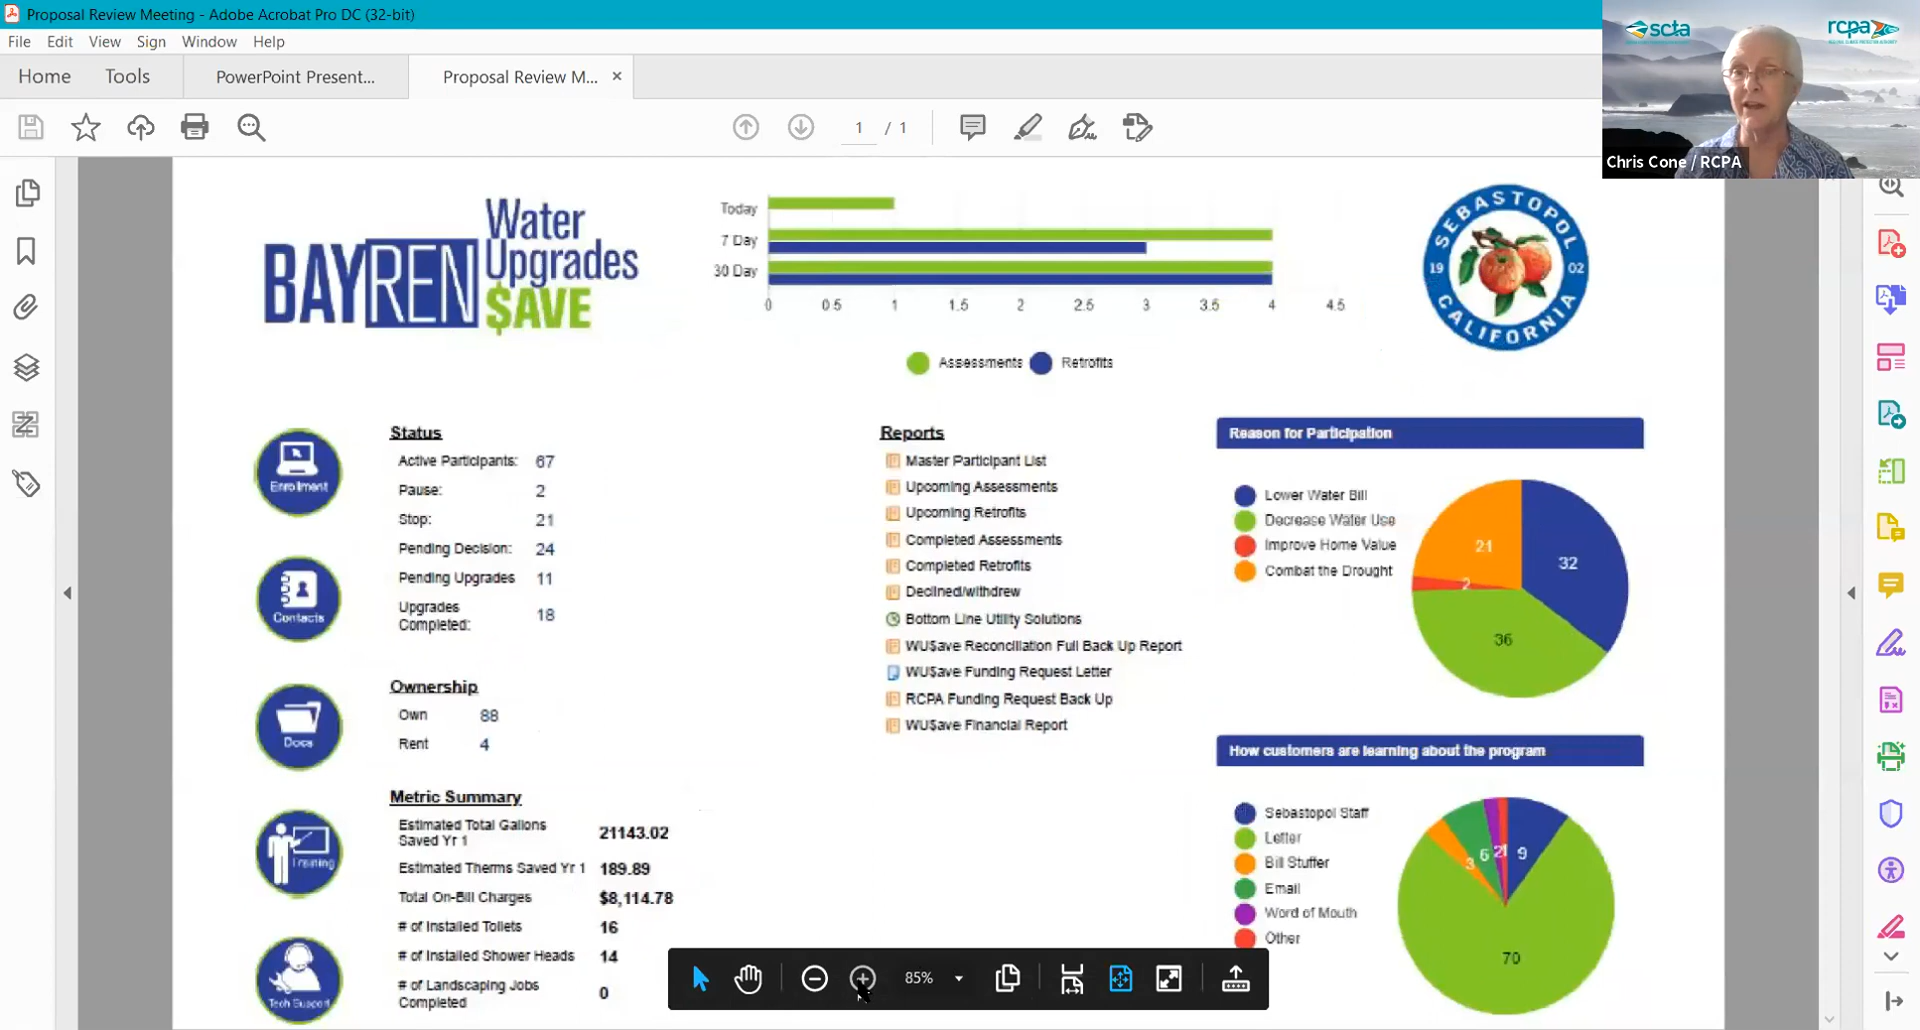 Proposal Review Meeting - Adobe Acrobat Pro DC (32-bit)
File Edit View Sign Window Help
Home Tools PowerPoint Present... Proposal Review M... ×
1 / 1
scta
rcpa
Chris Cone / RCPA
BAYREN Water Upgrades $AVE
Today
7 Day
30 Day
0 0.5 1 1.5 2 2.5 3 3.5 4 4.5
Assessments Retrofits
SEBASTOPOL
19 02
CALIFORNIA
Enrollment
Contacts
Docs
Training
Tech Support
Status
Active Participants: 67
Pause: 2
Stop: 21
Pending Decision: 24
Pending Upgrades 11
Upgrades
Completed: 18
Ownership
Own 88
Rent 4
Metric Summary
Estimated Total Gallons
Saved Yr 1 21143.02
Estimated Therms Saved Yr 1 189.89
Total On-Bill Charges $8,114.78
# of Installed Toilets 16
# of Installed Shower Heads 14
# of Landscaping Jobs
Completed 0
Reports
Master Participant List
Upcoming Assessments
Upcoming Retrofits
Completed Assessments
Completed Retrofits
Declined/withdrew
Bottom Line Utility Solutions
WU$ave Reconciliation Full Back Up Report
WU$ave Funding Request Letter
RCPA Funding Request Back Up
WU$ave Financial Report
Reason for Participation
Lower Water Bill
Decrease Water Use
Improve Home Value
Combat the Drought
21
32
2
36
How customers are learning about the program
Sebastopol Staff
Letter
Bill Stuffer
Email
Word of Mouth
Other
3 6 2 1 9
70
85%